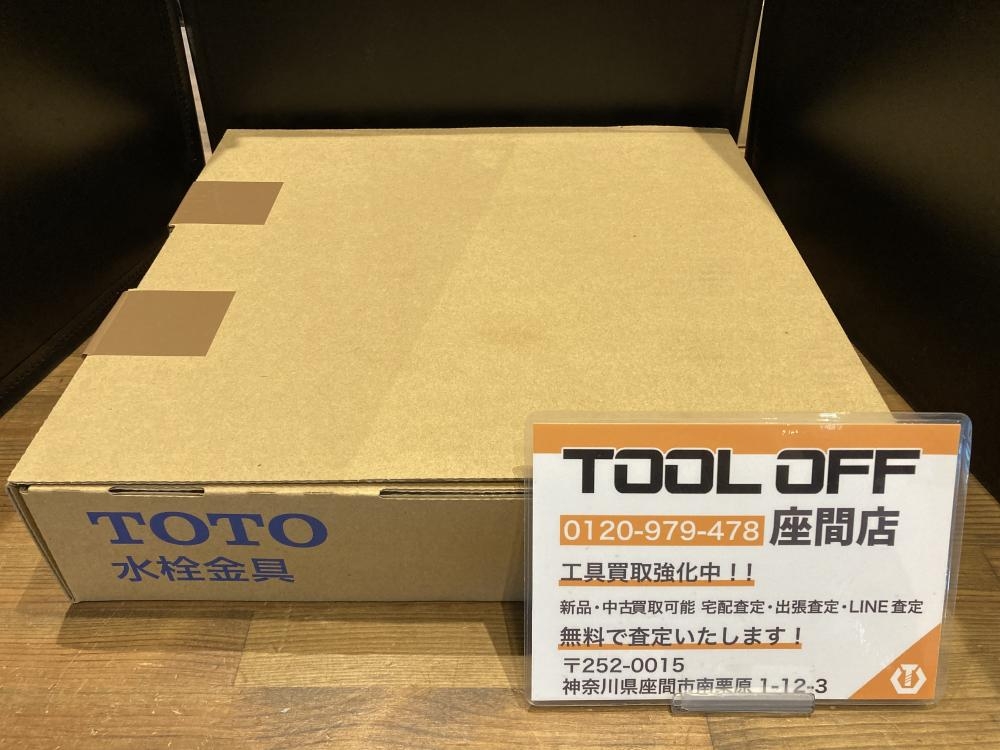 TOTO
水栓金具
TOOL OFF
0120-979-478 座間店
工具買取強化中！！
新品・中古買取可能 宅配査定・出張査定・LINE査定
無料で査定いたします！
〒252-0015
神奈川県座間市南栗原 1-12-3